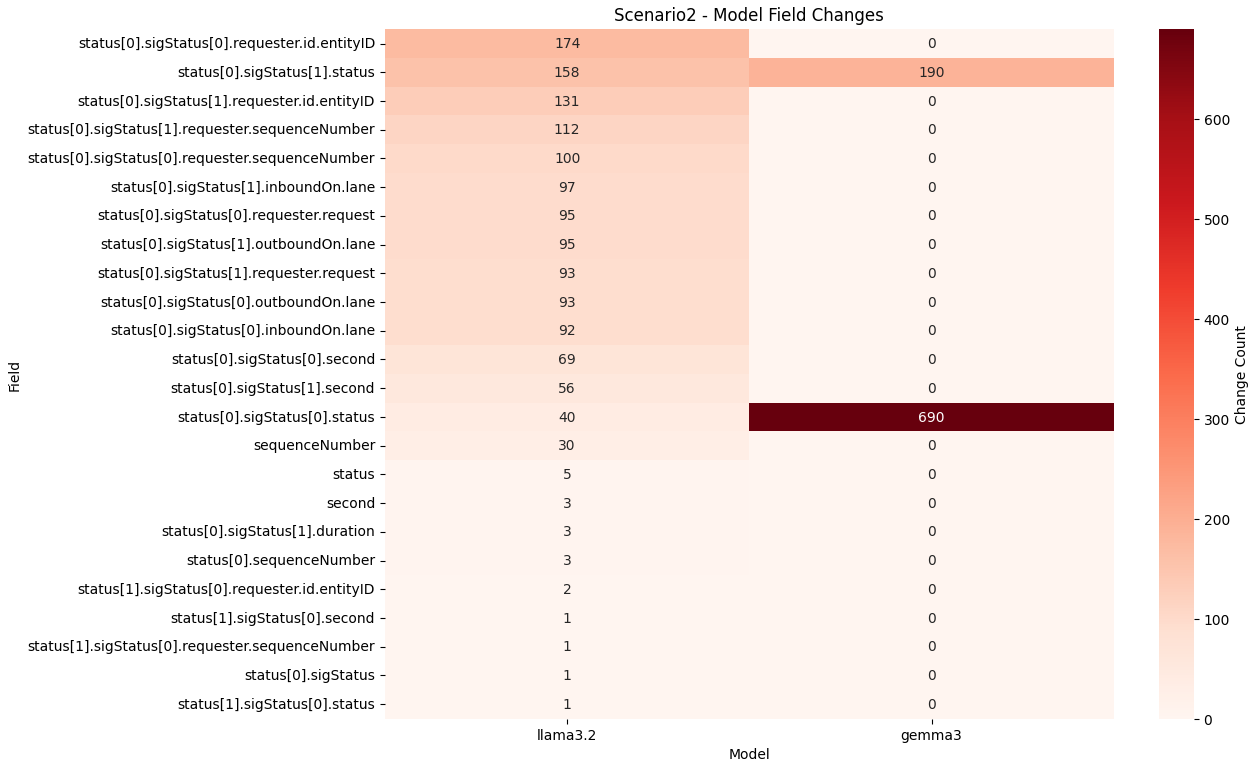 Scenario2 - Model Field Changes
Field
status[0].sigStatus[0].requester.id.entityID 174 0
status[0].sigStatus[1].status 158 190
status[0].sigStatus[1].requester.id.entityID 131 0
status[0].sigStatus[1].requester.sequenceNumber 112 0
status[0].sigStatus[0].requester.sequenceNumber 100 0
status[0].sigStatus[1].inboundOn.lane 97 0
status[0].sigStatus[0].requester.request 95 0
status[0].sigStatus[1].outboundOn.lane 95 0
status[0].sigStatus[1].requester.request 93 0
status[0].sigStatus[0].outboundOn.lane 93 0
status[0].sigStatus[0].inboundOn.lane 92 0
status[0].sigStatus[0].second 69 0
status[0].sigStatus[1].second 56 0
status[0].sigStatus[0].status 40 690
sequenceNumber 30 0
status 5 0
second 3 0
status[0].sigStatus[1].duration 3 0
status[0].sequenceNumber 3 0
status[1].sigStatus[0].requester.id.entityID 2 0
status[1].sigStatus[0].second 1 0
status[1].sigStatus[0].requester.sequenceNumber 1 0
status[0].sigStatus 1 0
status[1].sigStatus[0].status 1 0
llama3.2 gemma3
Model
600
500
400
300
200
100
0
Change Count